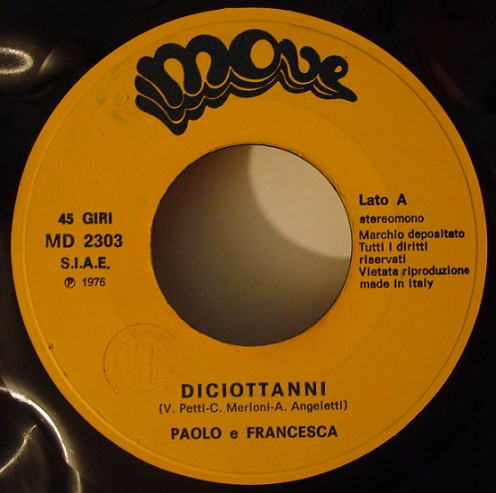 move
45 GIRI
MD 2303
S.I.A.E.
Ⓟ 1976
Lato A
stereomono
Marchio depositato
Tutti i diritti
riservati
Vietata riproduzione
made in Italy
DICIOTTANNI
(V. Petti-C. Merloni-A. Angeletti)
PAOLO e FRANCESCA